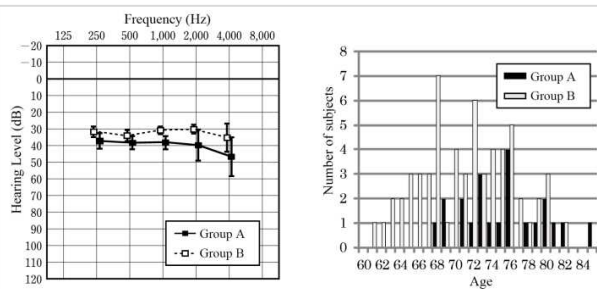 Frequency (Hz)
125 250 500 1,000 2,000 4,000 8,000
Hearing Level (dB)
-20
-10
0
10
20
30
40
50
60
70
80
90
100
110
120
Group A
Group B
Number of subjects
8
7
6
5
4
3
2
1
0
Group A
Group B
60 62 64 66 68 70 72 74 76 78 80 82 84
Age